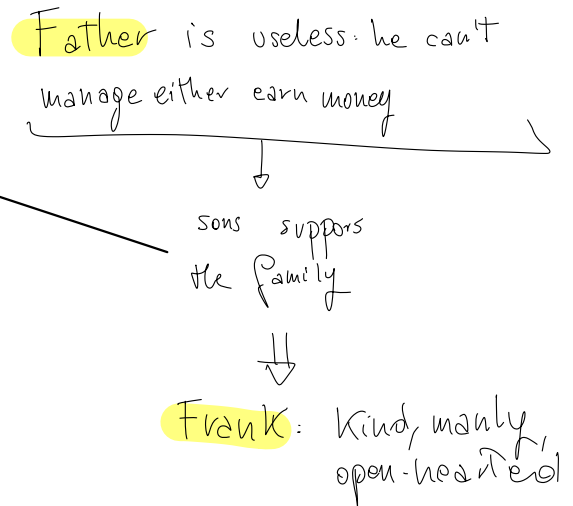 Father is useless: he can't
manage either earn money
sons suppors
the family
Frank: Kind, manly,
open-hearted